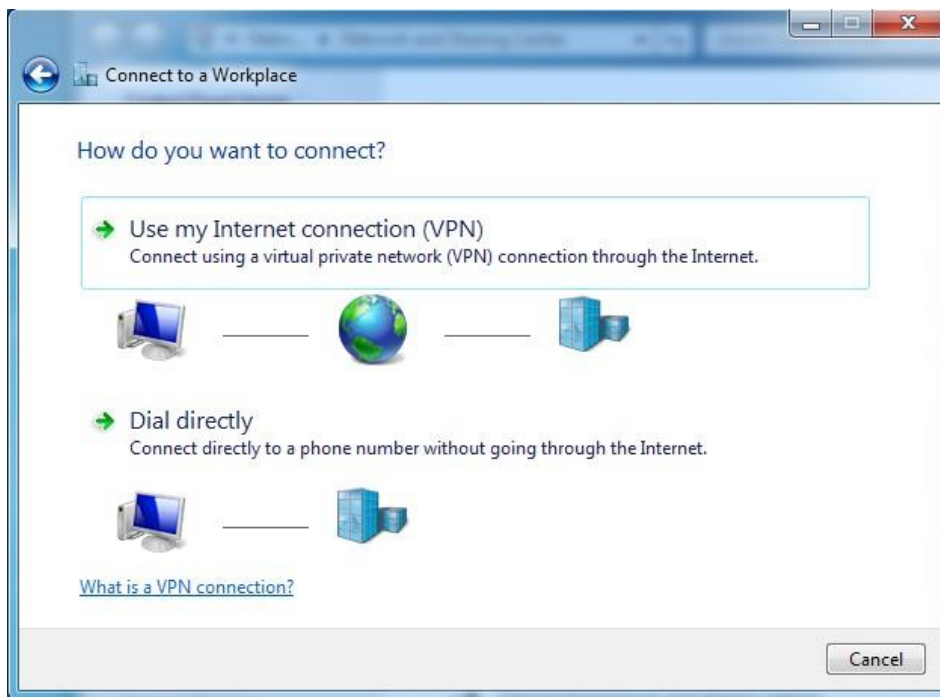 Connect to a Workplace
How do you want to connect?
Use my Internet connection (VPN)
Connect using a virtual private network (VPN) connection through the Internet.
Dial directly
Connect directly to a phone number without going through the Internet.
What is a VPN connection?
Cancel